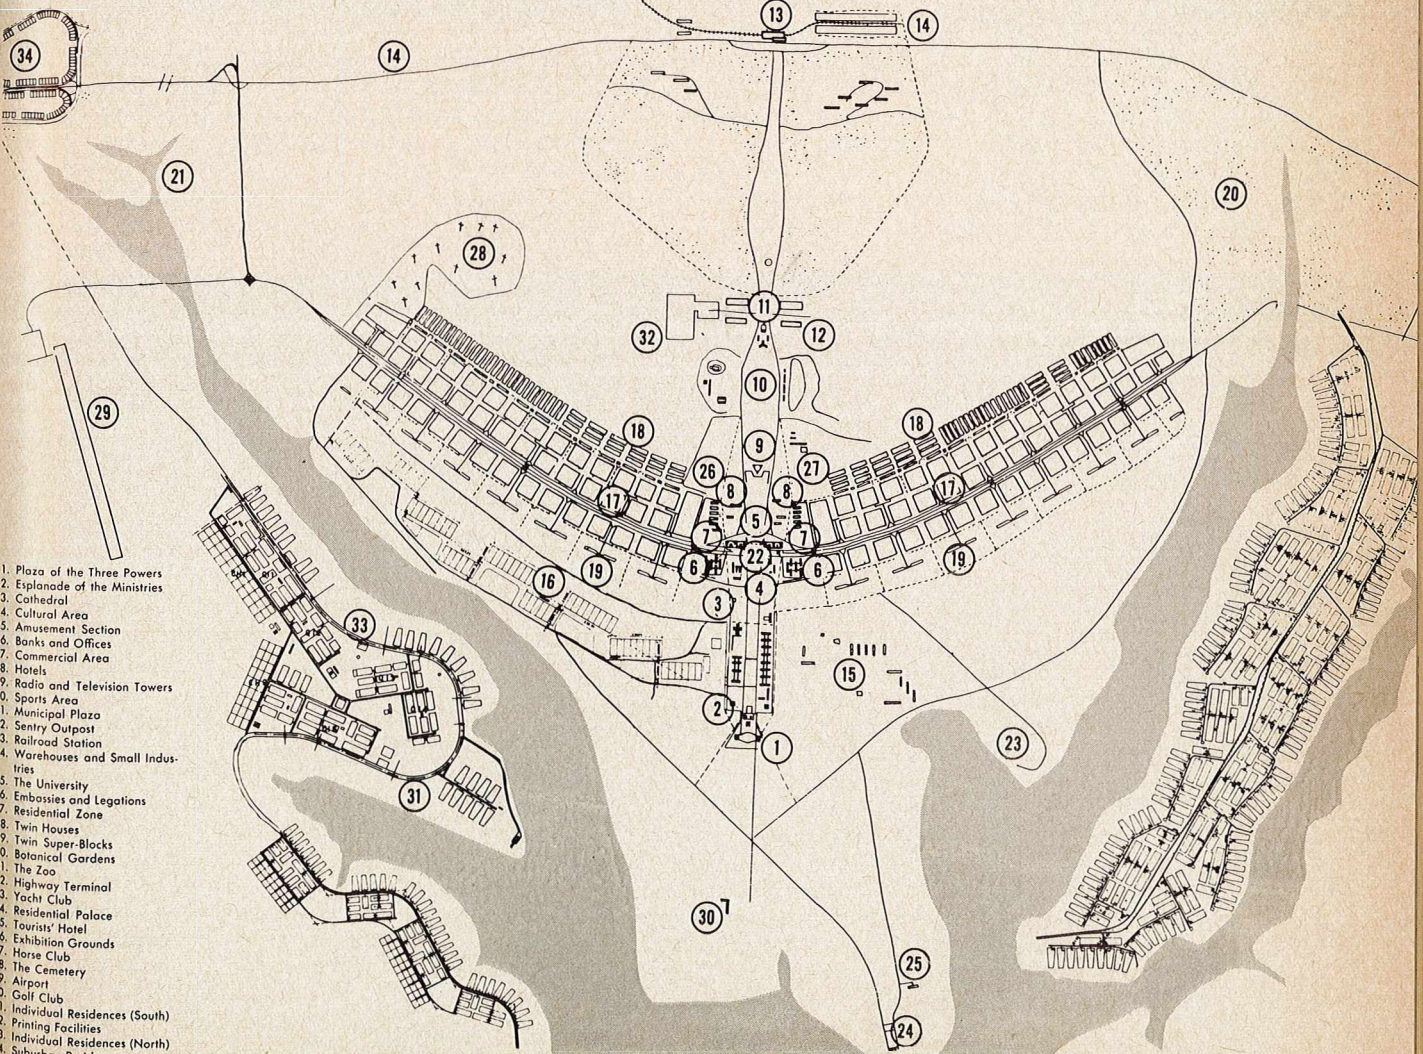 13
14
34
14
21
20
28
11
32
12
10
29
18
18
9
26
27
8
8
17
17
5
7
7
22
6
6
19
16
19
4
3
33
15
2
1
23
31
30
25
24
1. Plaza of the Three Powers
2. Esplanade of the Ministries
3. Cathedral
4. Cultural Area
5. Amusement Section
6. Banks and Offices
7. Commercial Area
8. Hotels
9. Radio and Television Towers
0. Sports Area
1. Municipal Plaza
2. Sentry Outpost
3. Railroad Station
4. Warehouses and Small Indus-
tries
5. The University
6. Embassies and Legations
7. Residential Zone
8. Twin Houses
9. Twin Super-Blocks
0. Botanical Gardens
1. The Zoo
2. Highway Terminal
3. Yacht Club
4. Residential Palace
5. Tourists' Hotel
6. Exhibition Grounds
7. Horse Club
8. The Cemetery
9. Airport
0. Golf Club
1. Individual Residences (South)
2. Printing Facilities
3. Individual Residences (North)